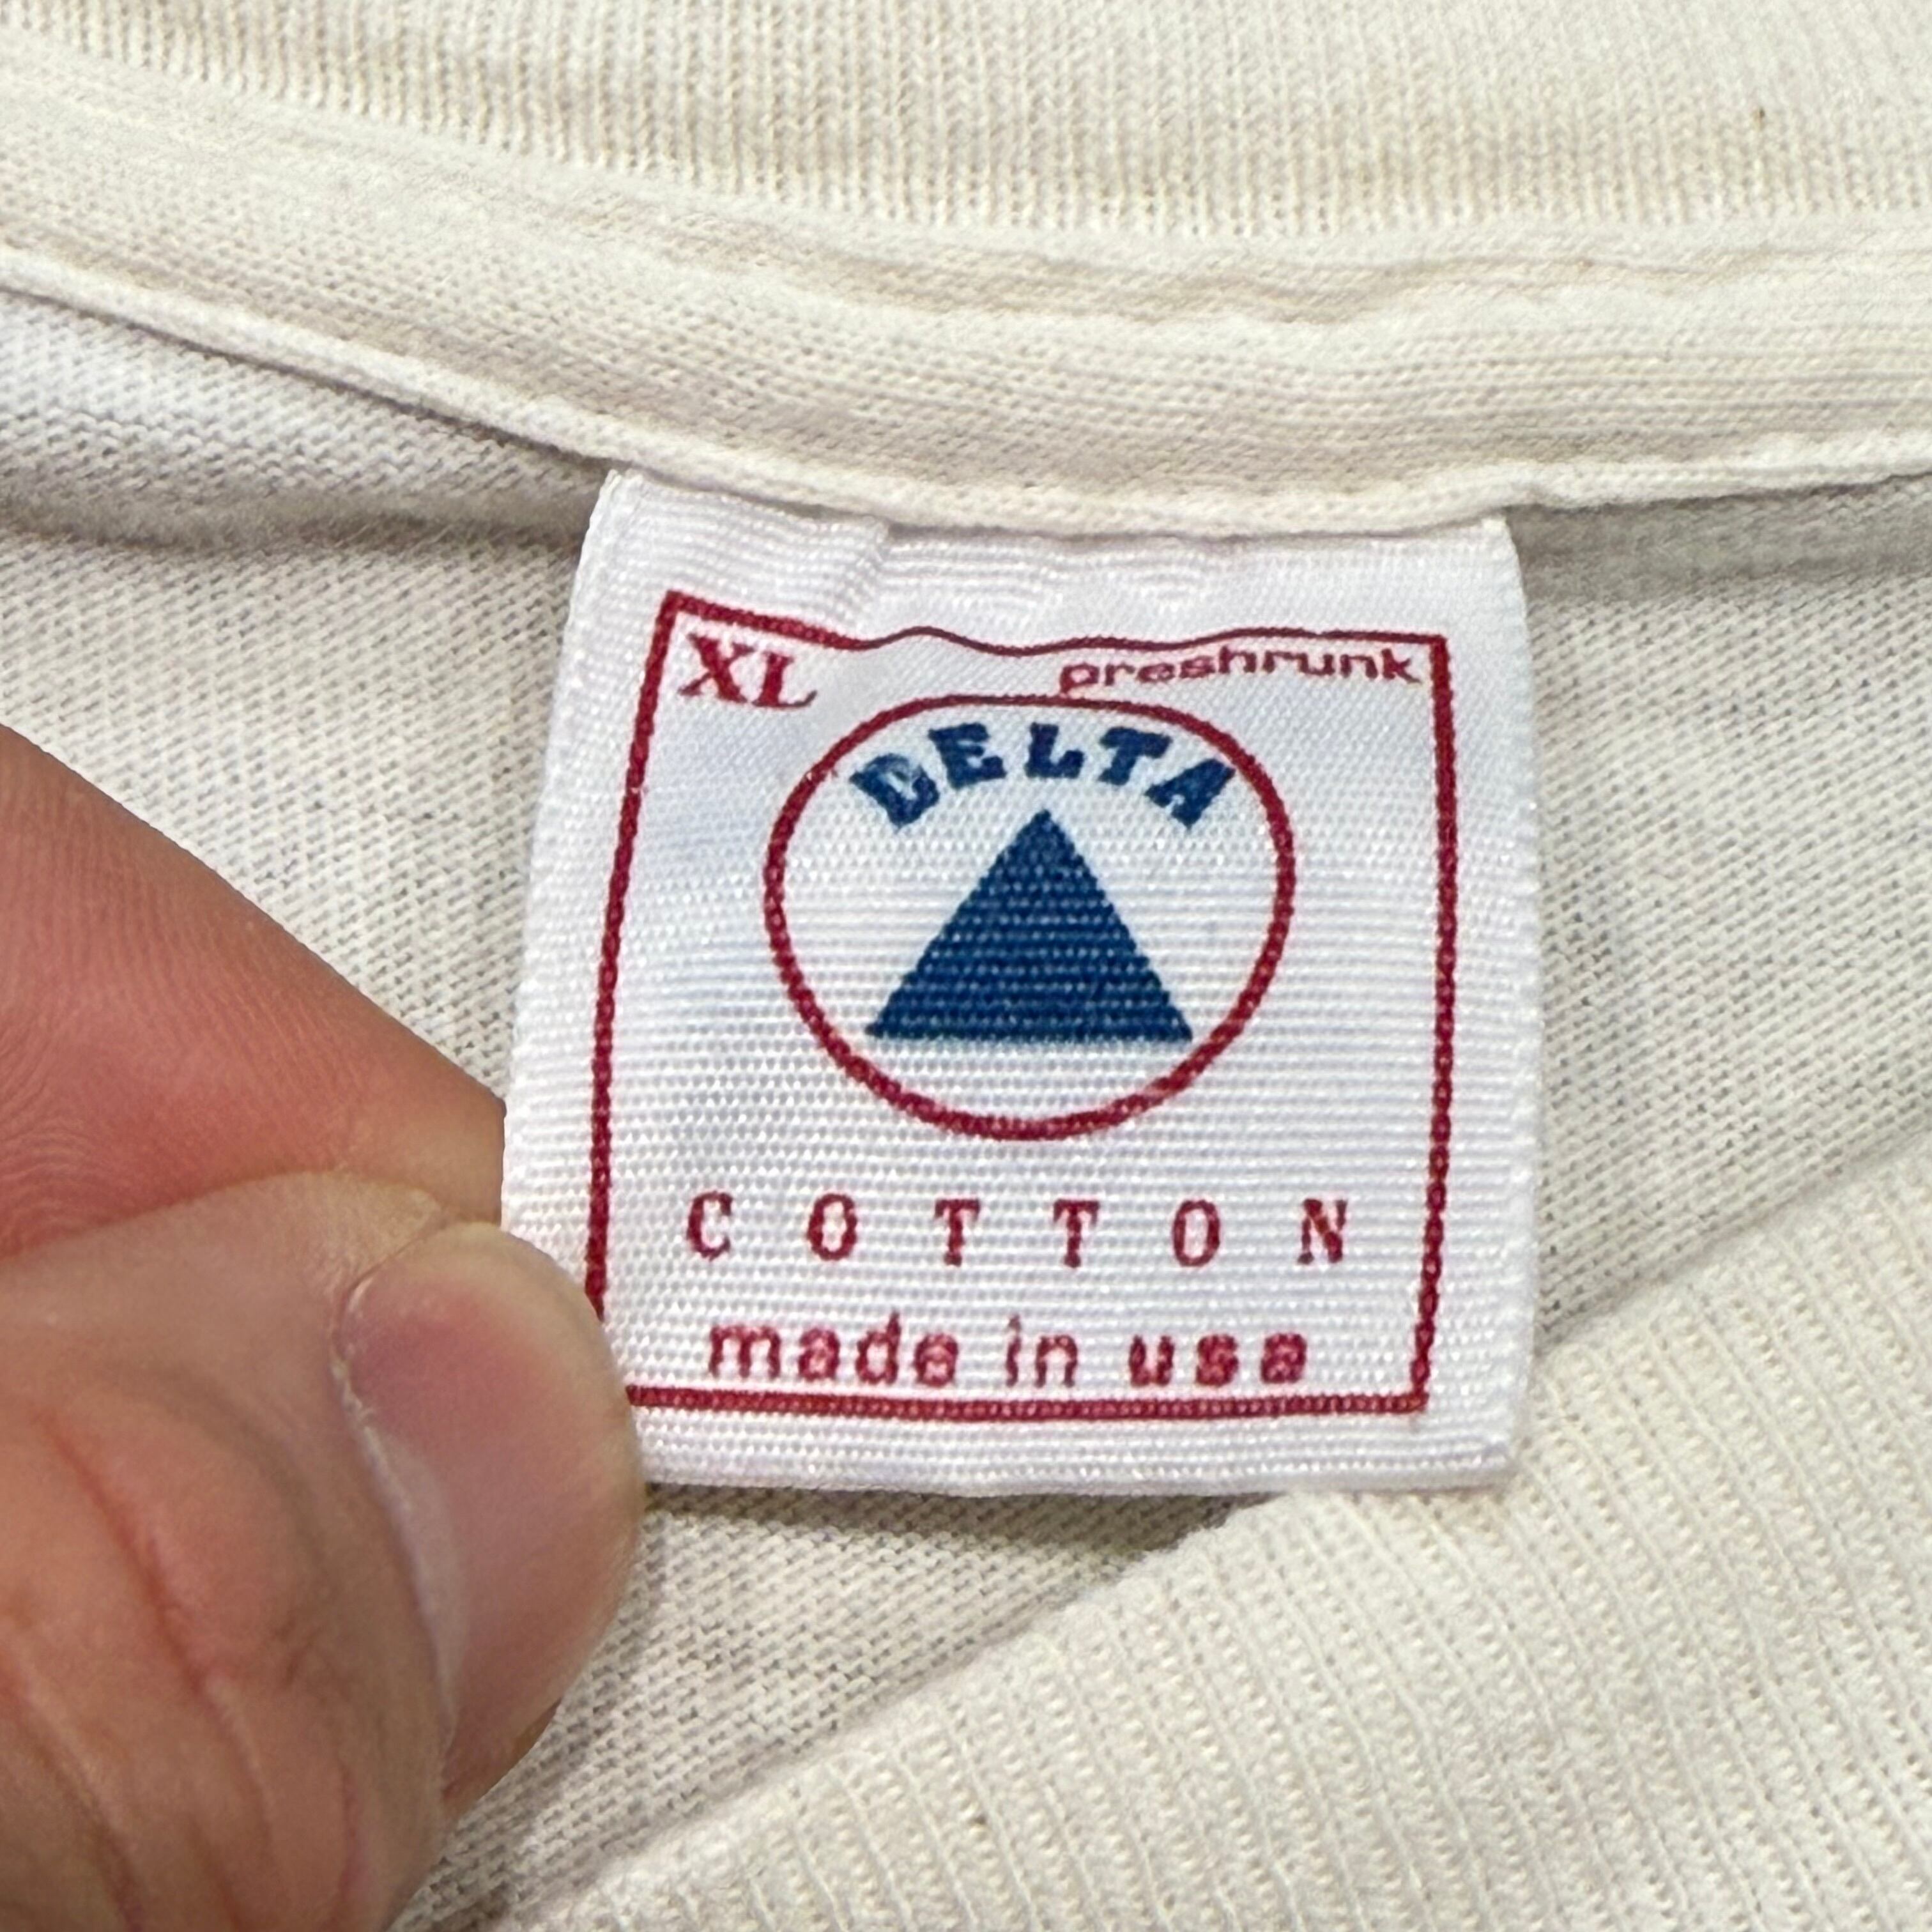 XL preshrunk
DELTA
COTTON
made in usa